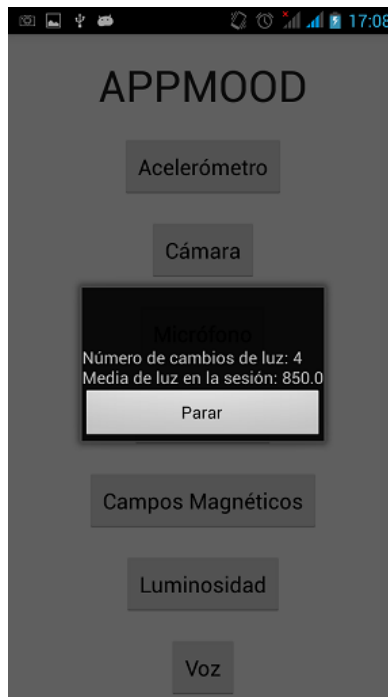 17:08
APPMOOD
Acelerómetro
Cámara
Micrófono
Número de cambios de luz: 4
Media de luz en la sesión: 850.0
Parar
Campos Magnéticos
Luminosidad
Voz